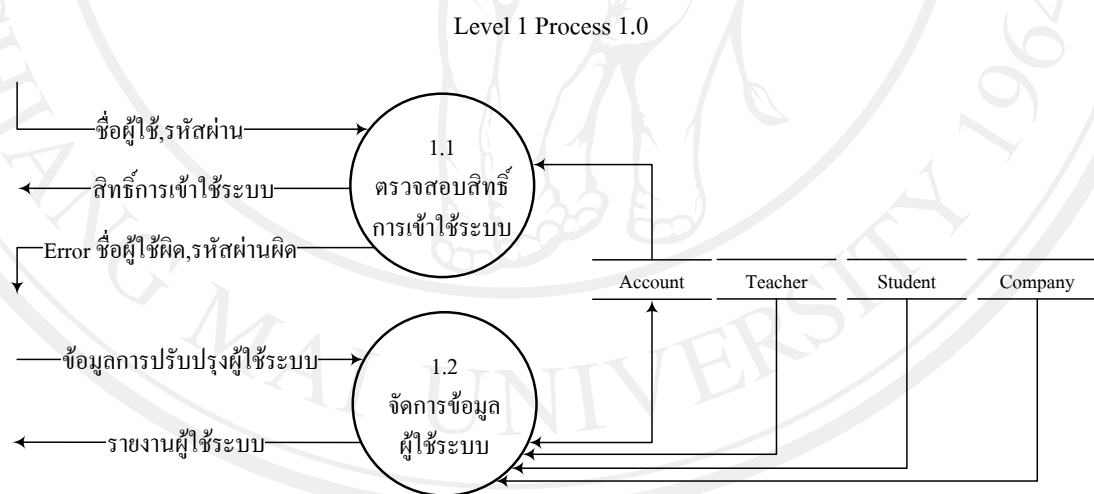 Level 1 Process 1.0
ชื่อผู้ใช้,รหัสผ่าน
สิทธิ์การเข้าใช้ระบบ
Error ชื่อผู้ใช้ผิด,รหัสผ่านผิด
1.1
ตรวจสอบสิทธิ์
การเข้าใช้ระบบ
Account
Teacher
Student
Company
ข้อมูลการปรับปรุงผู้ใช้ระบบ
รายงานผู้ใช้ระบบ
1.2
จัดการข้อมูล
ผู้ใช้ระบบ
CHIANG MAI UNIVERSITY 1964